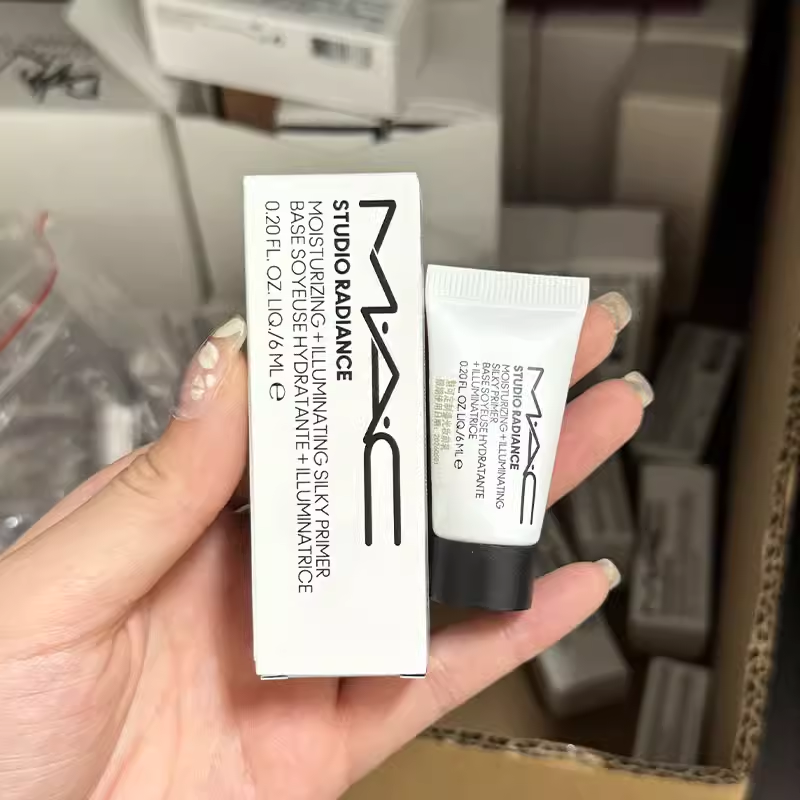 M·A·C
STUDIO RADIANCE
MOISTURIZING + ILLUMINATING SILKY PRIMER
BASE SOYEUSE HYDRATANTE + ILLUMINATRICE
0.20 FL. OZ. LIQ./6 ML e
M·A·C
STUDIO RADIANCE
MOISTURIZING + ILLUMINATING
SILKY PRIMER
BASE SOYEUSE HYDRATANTE
+ ILLUMINATRICE
0.20 FL. OZ. LIQ./6 ML e